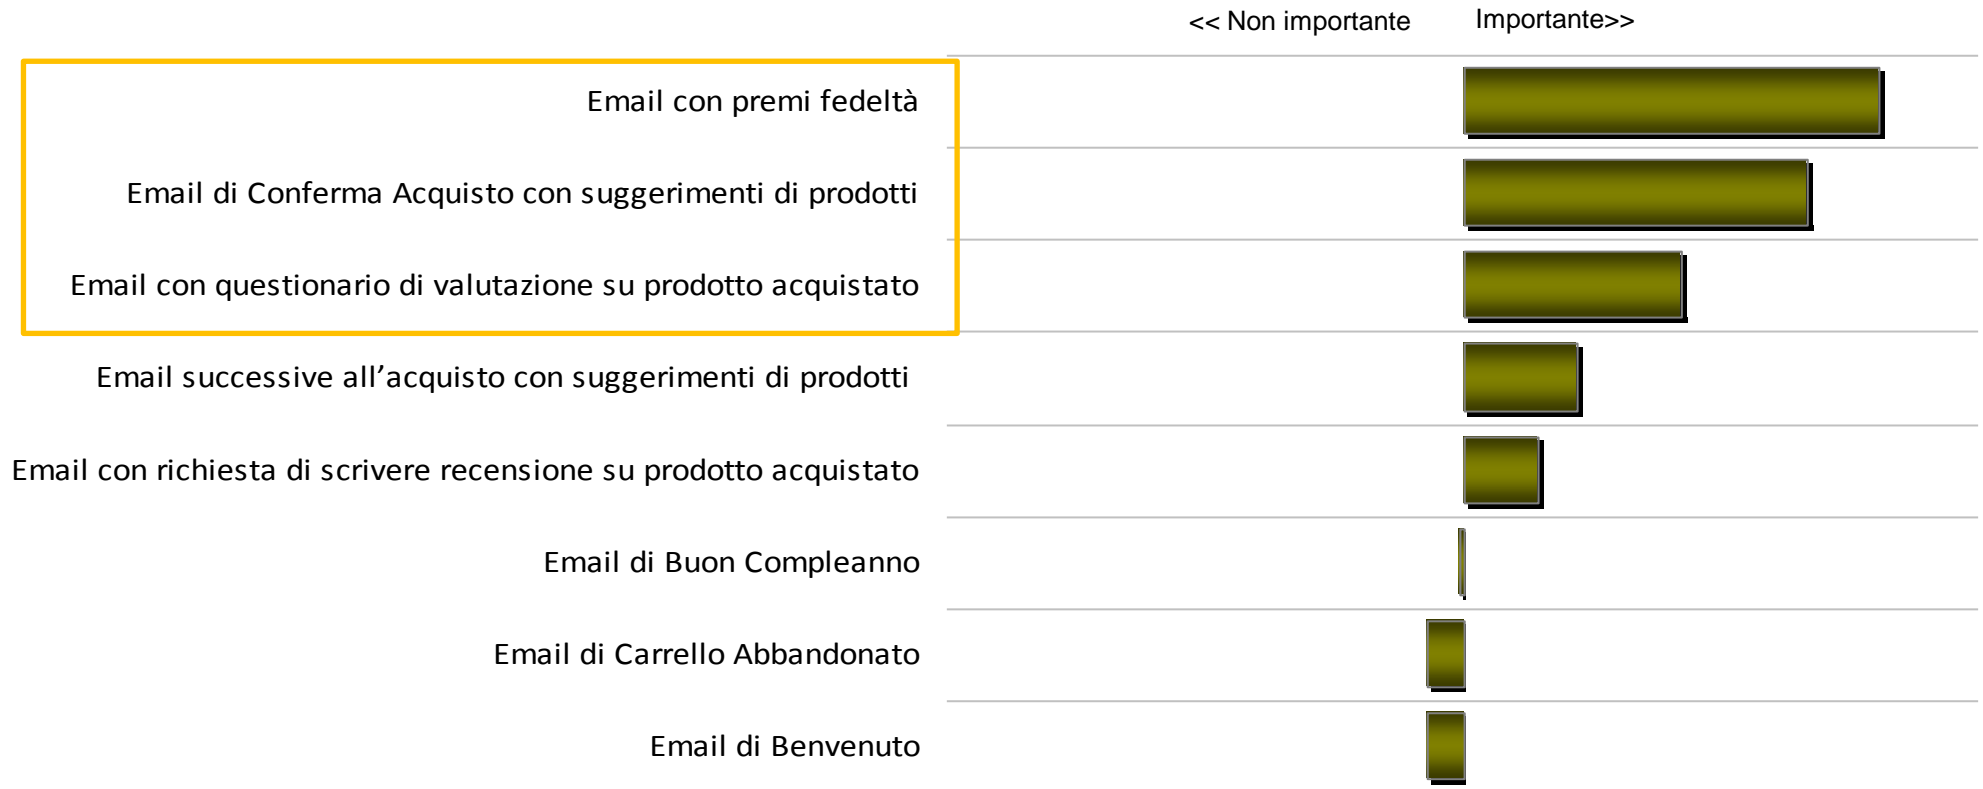 << Non importante Importante>>
Email con premi fedeltà
Email di Conferma Acquisto con suggerimenti di prodotti
Email con questionario di valutazione su prodotto acquistato
Email successive all’acquisto con suggerimenti di prodotti
Email con richiesta di scrivere recensione su prodotto acquistato
Email di Buon Compleanno
Email di Carrello Abbandonato
Email di Benvenuto